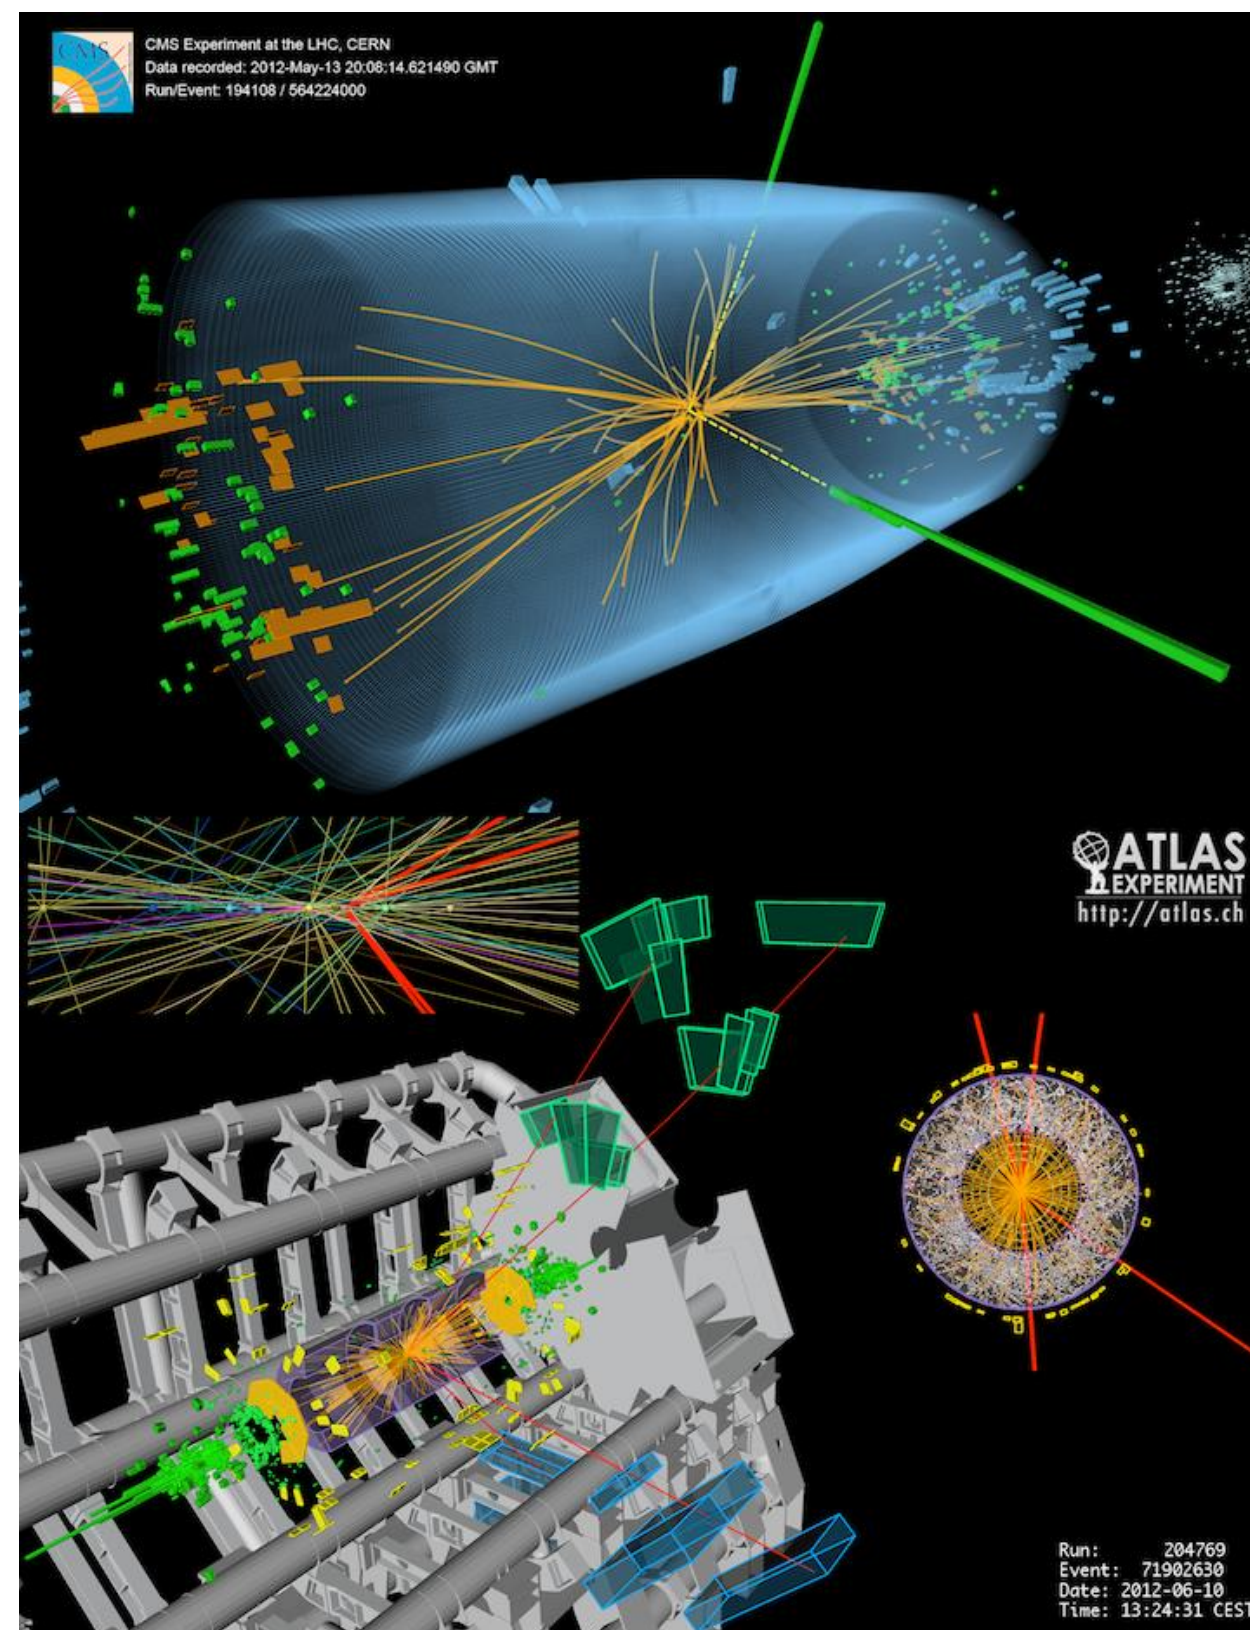 CMS
CMS Experiment at the LHC, CERN
Data recorded: 2012-May-13 20:08:14.621490 GMT
Run/Event: 194108 / 564224000
ATLAS
EXPERIMENT
http://atlas.ch
Run: 204769
Event: 71902630
Date: 2012-06-10
Time: 13:24:31 CEST